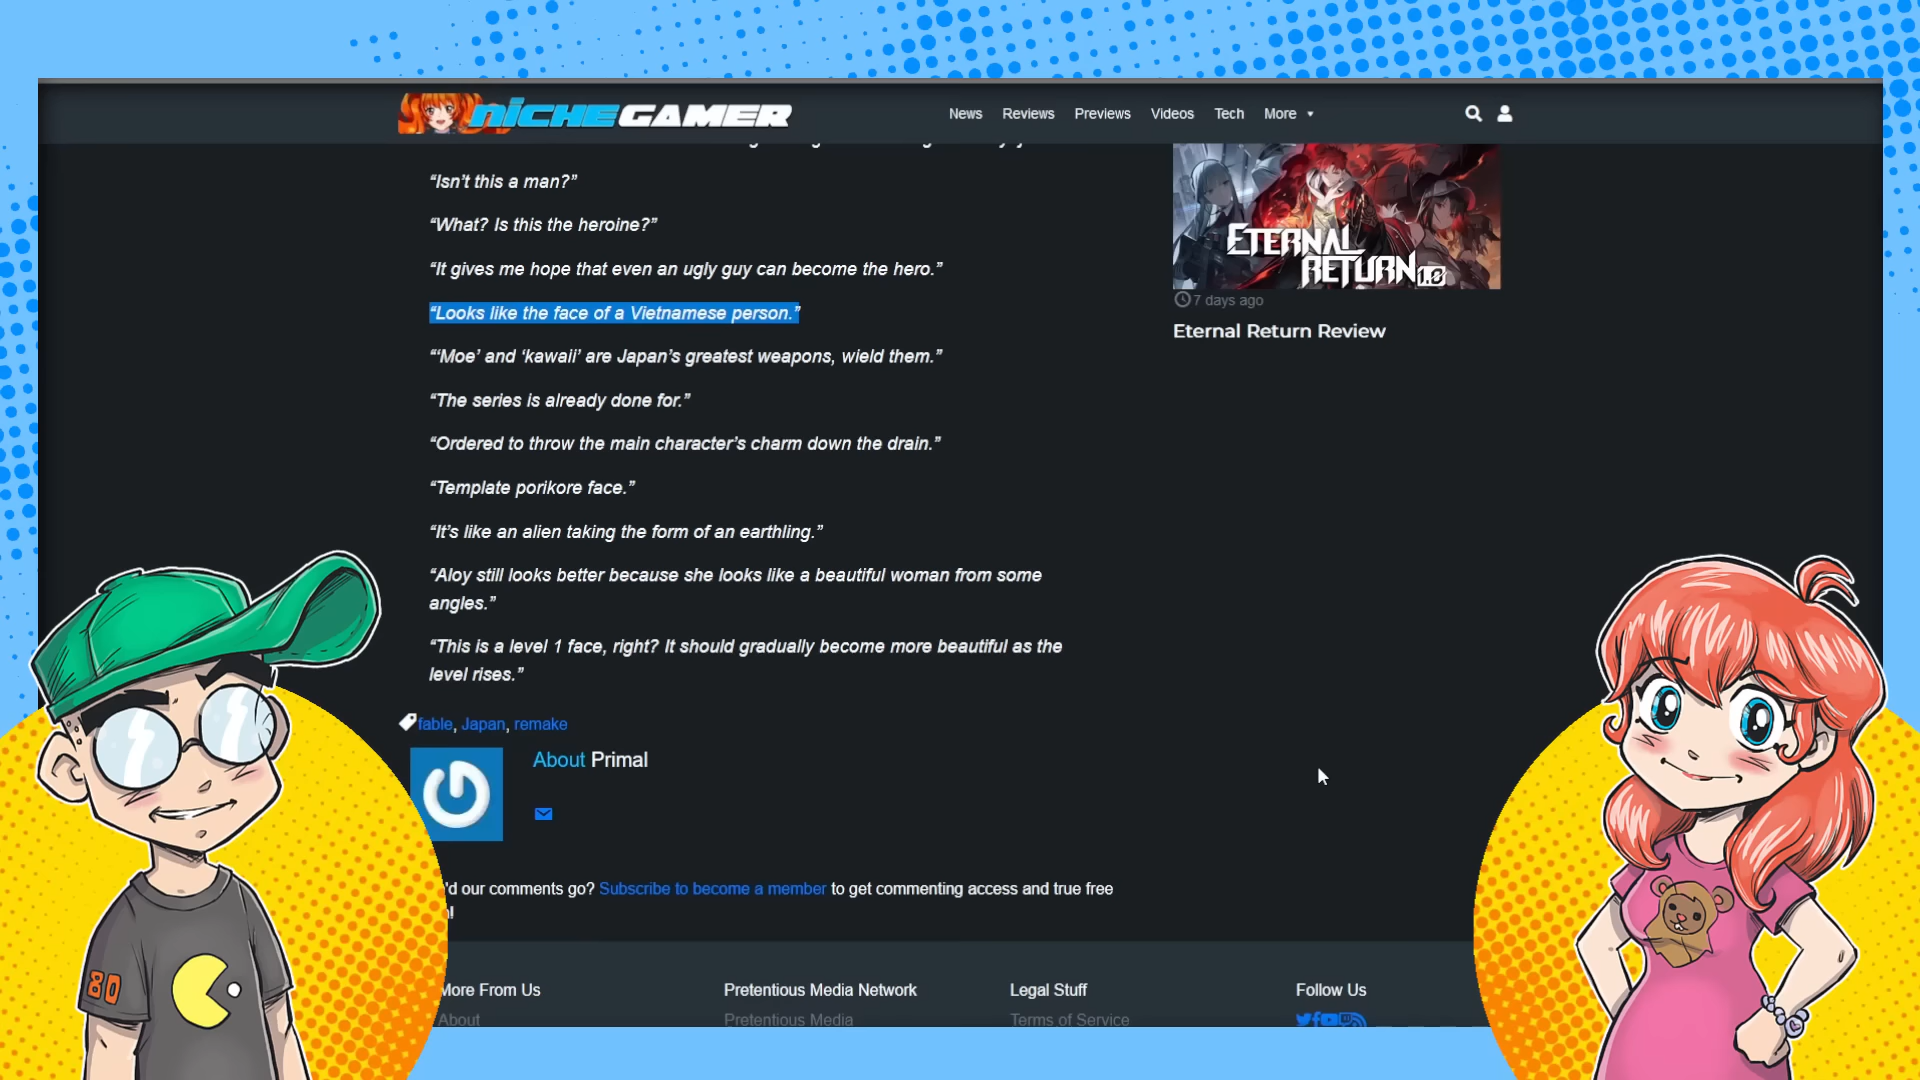 NICHEGAMER
News Reviews Previews Videos Tech More
“Isn’t this a man?”
“What? Is this the heroine?”
“It gives me hope that even an ugly guy can become the hero.”
“Looks like the face of a Vietnamese person.”
“‘Moe’ and ‘kawaii’ are Japan’s greatest weapons, wield them.”
“The series is already done for.”
“Ordered to throw the main character’s charm down the drain.”
“Template porikore face.”
“It’s like an alien taking the form of an earthling.”
“Aloy still looks better because she looks like a beautiful woman from some
angles.”
“This is a level 1 face, right? It should gradually become more beautiful as the
level rises.”
fable, Japan, remake
About Primal
'd our comments go? Subscribe to become a member to get commenting access and true free
ETERNAL
RETURN 1.0
7 days ago
Eternal Return Review
More From Us
About
Pretentious Media Network
Pretentious Media
Legal Stuff
Terms of Service
Follow Us
80